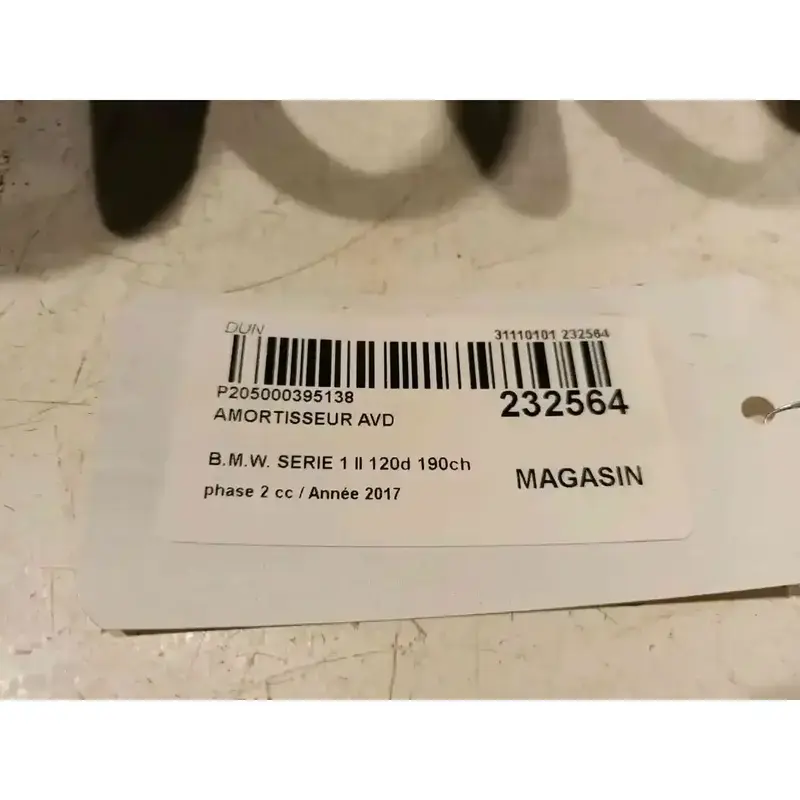 DUN 31110101 232564
P205000395138 232564
AMORTISSEUR AVD
B.M.W. SERIE 1 II 120d 190ch
MAGASIN
phase 2 cc / Année 2017